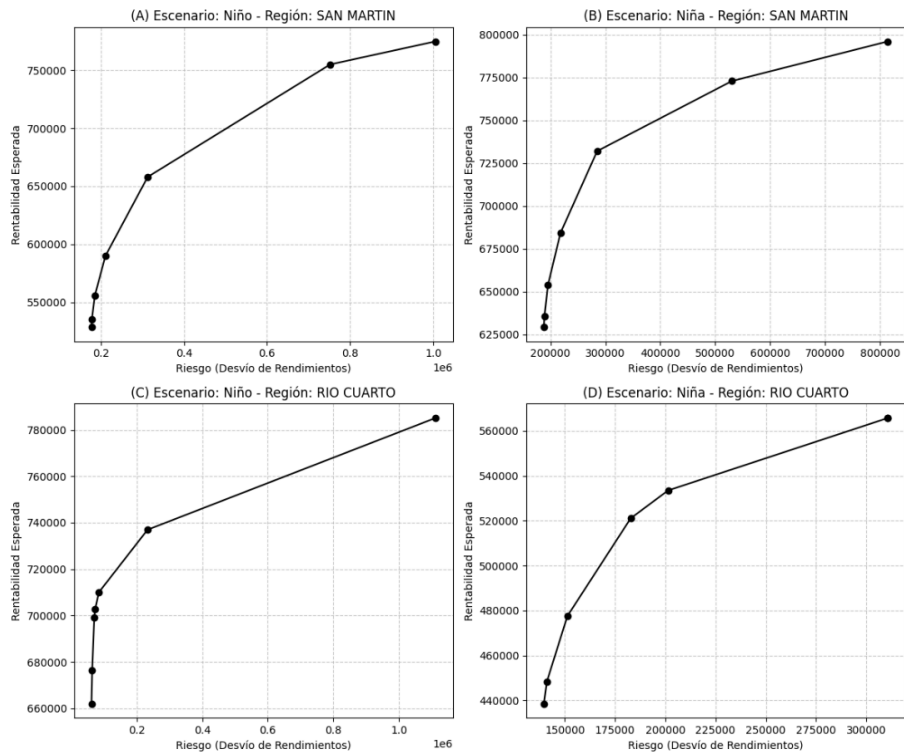 (A) Escenario: Niño - Región: SAN MARTIN
Rentabilidad Esperada
750000
700000
650000
600000
550000
0.2 0.4 0.6 0.8 1.0
1e6
Riesgo (Desvío de Rendimientos)
(B) Escenario: Niña - Región: SAN MARTIN
Rentabilidad Esperada
800000
775000
750000
725000
700000
675000
650000
625000
200000 300000 400000 500000 600000 700000 800000
Riesgo (Desvío de Rendimientos)
(C) Escenario: Niño - Región: RIO CUARTO
Rentabilidad Esperada
780000
760000
740000
720000
700000
680000
660000
0.2 0.4 0.6 0.8 1.0
1e6
Riesgo (Desvío de Rendimientos)
(D) Escenario: Niña - Región: RIO CUARTO
Rentabilidad Esperada
560000
540000
520000
500000
480000
460000
440000
150000 175000 200000 225000 250000 275000 300000
Riesgo (Desvío de Rendimientos)